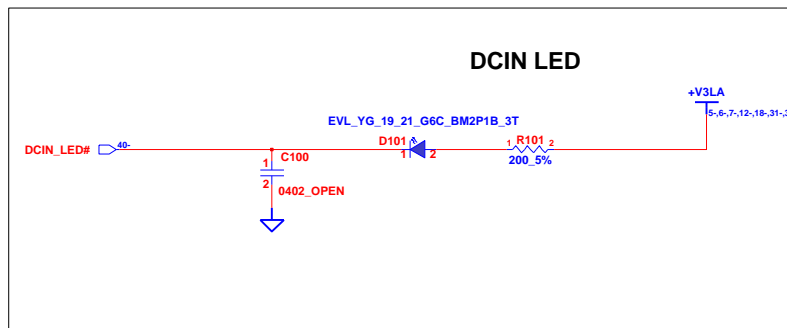 DCIN LED
+V3LA
5-,6-,7-,12-,18-,31-,3
EVL_YG_19_21_G6C_BM2P1B_3T
DCIN_LED# 40-
D101
1 2
1 R101 2
200_5%
1 C100
2
0402_OPEN